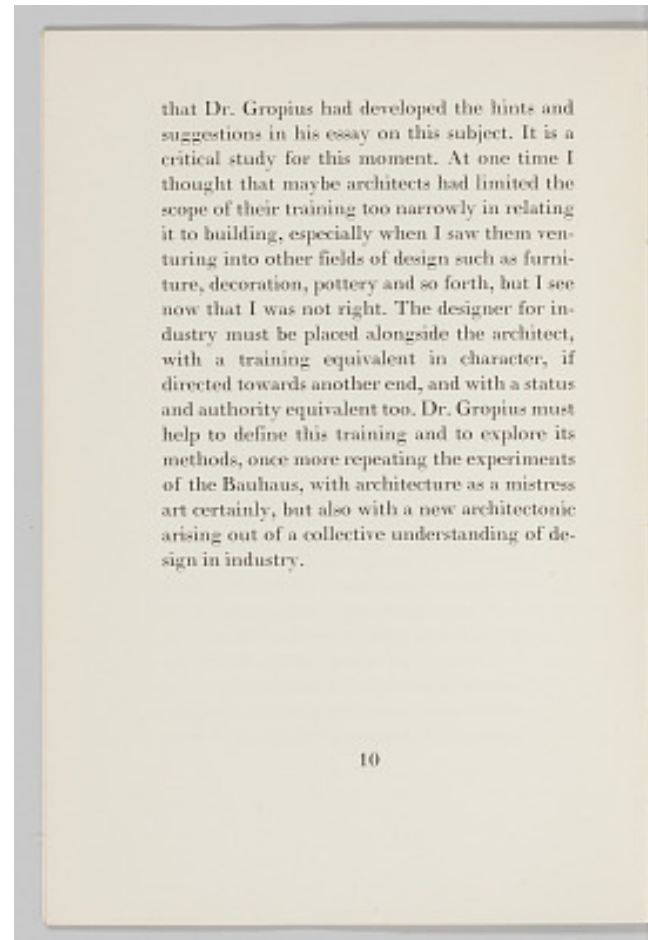 that Dr. Gropius had developed the hints and
suggestions in his essay on this subject. It is a
critical study for this moment. At one time I
thought that maybe architects had limited the
scope of their training too narrowly in relating
it to building, especially when I saw them ven-
turing into other fields of design such as furni-
ture, decoration, pottery and so forth, but I see
now that I was not right. The designer for in-
dustry must be placed alongside the architect,
with a training equivalent in character, if
directed towards another end, and with a status
and authority equivalent too. Dr. Gropius must
help to define this training and to explore its
methods, once more repeating the experiments
of the Bauhaus, with architecture as a mistress
art certainly, but also with a new architectonic
arising out of a collective understanding of de-
sign in industry.
10